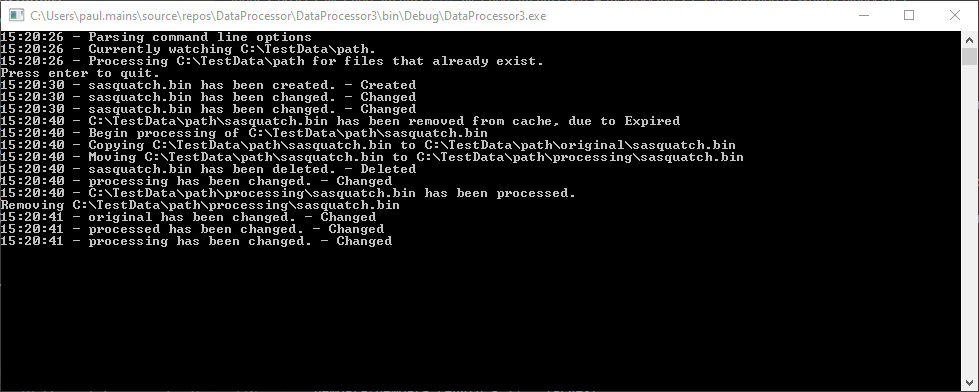 C:\Users\paul.mains\source\repos\DataProcessor\DataProcessor3\bin\Debug\DataProcessor3.exe
15:20:26 - Parsing command line options
15:20:26 - Currently watching C:\TestData\path.
15:20:26 - Processing C:\TestData\path for files that already exist.
Press enter to quit.
15:20:30 - sasquatch.bin has been created. - Created
15:20:30 - sasquatch.bin has been changed. - Changed
15:20:30 - sasquatch.bin has been changed. - Changed
15:20:40 - C:\TestData\path\sasquatch.bin has been removed from cache, due to Expired
15:20:40 - Begin processing of C:\TestData\path\sasquatch.bin
15:20:40 - Copying C:\TestData\path\sasquatch.bin to C:\TestData\path\original\sasquatch.bin
15:20:40 - Moving C:\TestData\path\sasquatch.bin to C:\TestData\path\processing\sasquatch.bin
15:20:40 - sasquatch.bin has been deleted. - Deleted
15:20:40 - processing has been changed. - Changed
15:20:40 - C:\TestData\path\processing\sasquatch.bin has been processed.
Removing C:\TestData\path\processing\sasquatch.bin
15:20:41 - original has been changed. - Changed
15:20:41 - processed has been changed. - Changed
15:20:41 - processing has been changed. - Changed